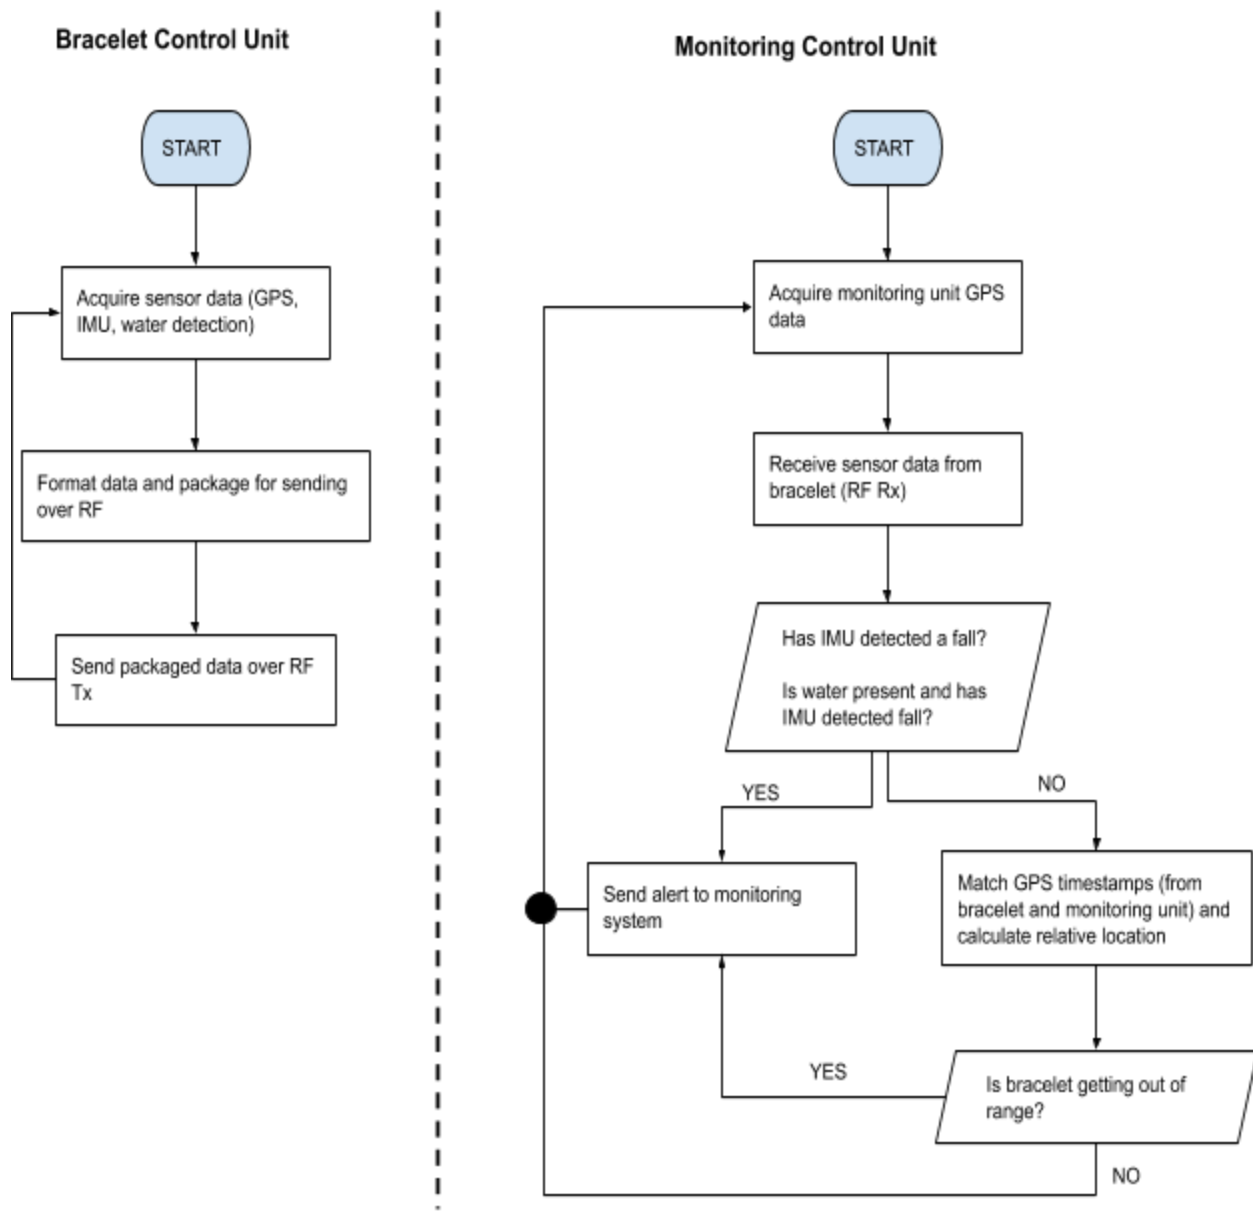 Bracelet Control Unit
START
Acquire sensor data (GPS,
IMU, water detection)
Format data and package for sending
over RF
Send packaged data over RF
Tx
Monitoring Control Unit
START
Acquire monitoring unit GPS
data
Receive sensor data from
bracelet (RF Rx)
Has IMU detected a fall?
Is water present and has
IMU detected fall?
YES
NO
Send alert to monitoring
system
Match GPS timestamps (from
bracelet and monitoring unit) and
calculate relative location
YES
Is bracelet getting out of
range?
NO